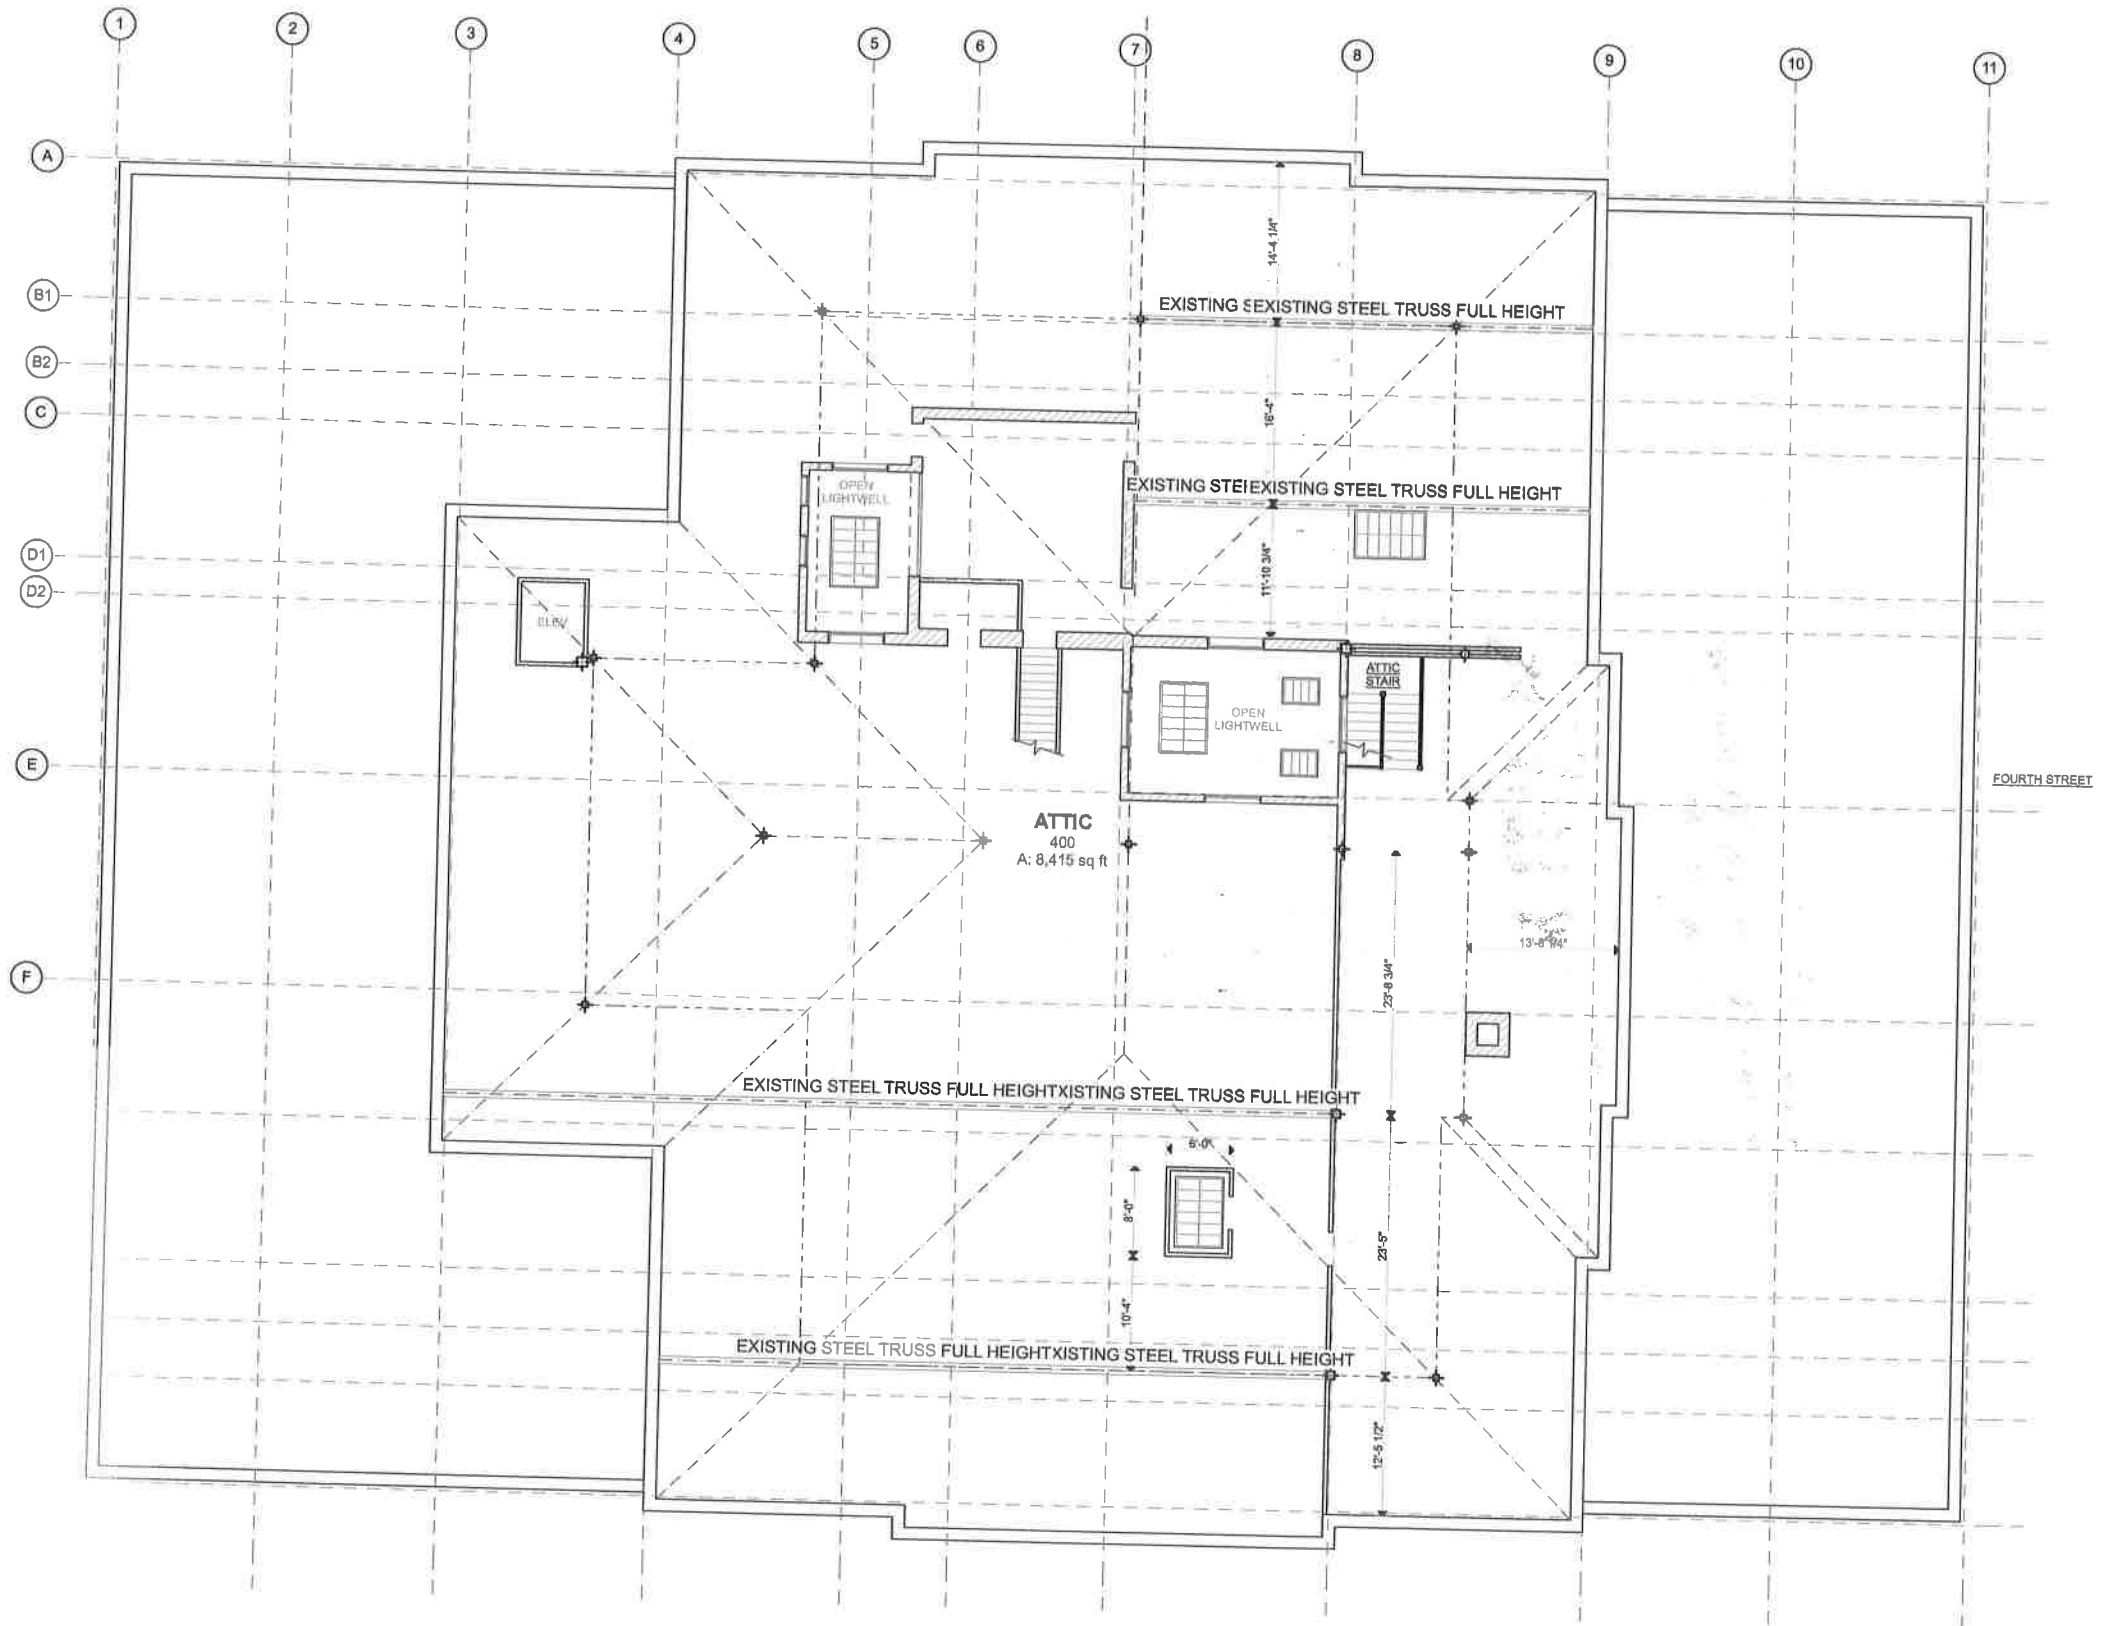 1
2
3
4
5
6
7
8
9
10
11
A
B1
B2
C
D1
D2
E
F
14'-4 1/4"
EXISTING SEXISTING STEEL TRUSS FULL HEIGHT
16'-4"
EXISTING STEIEXISTING STEEL TRUSS FULL HEIGHT
OPEN
LIGHTWELL
11'-10 3/4"
ELEV
ATTIC
STAIR
OPEN
LIGHTWELL
FOURTH STREET
ATTIC
400
A: 8,415 sq ft
23'-8 3/4"
EXISTING STEEL TRUSS FULL HEIGHTXISTING STEEL TRUSS FULL HEIGHT
6'-0"
8'-0"
23'-5"
10'-4"
EXISTING STEEL TRUSS FULL HEIGHTXISTING STEEL TRUSS FULL HEIGHT
12'-5 1/2"